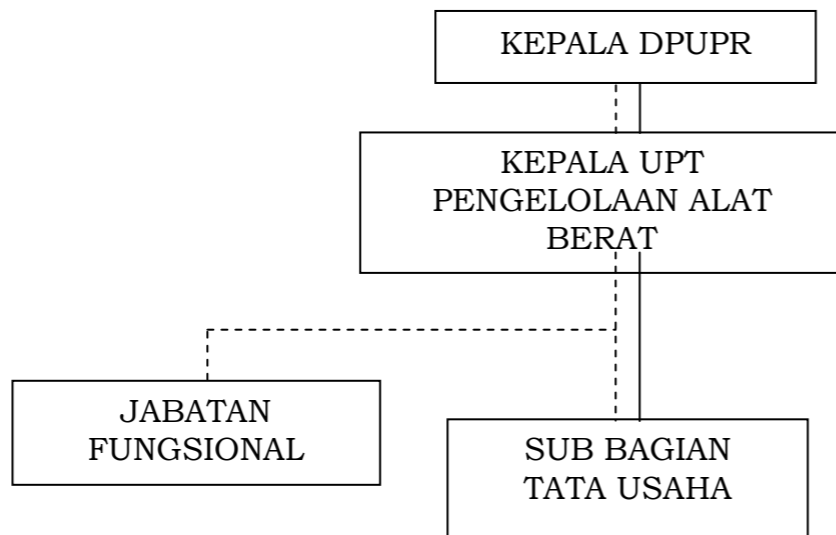 KEPALA DPUPR
KEPALA UPT
PENGELOLAAN ALAT
BERAT
JABATAN
FUNGSIONAL
SUB BAGIAN
TATA USAHA